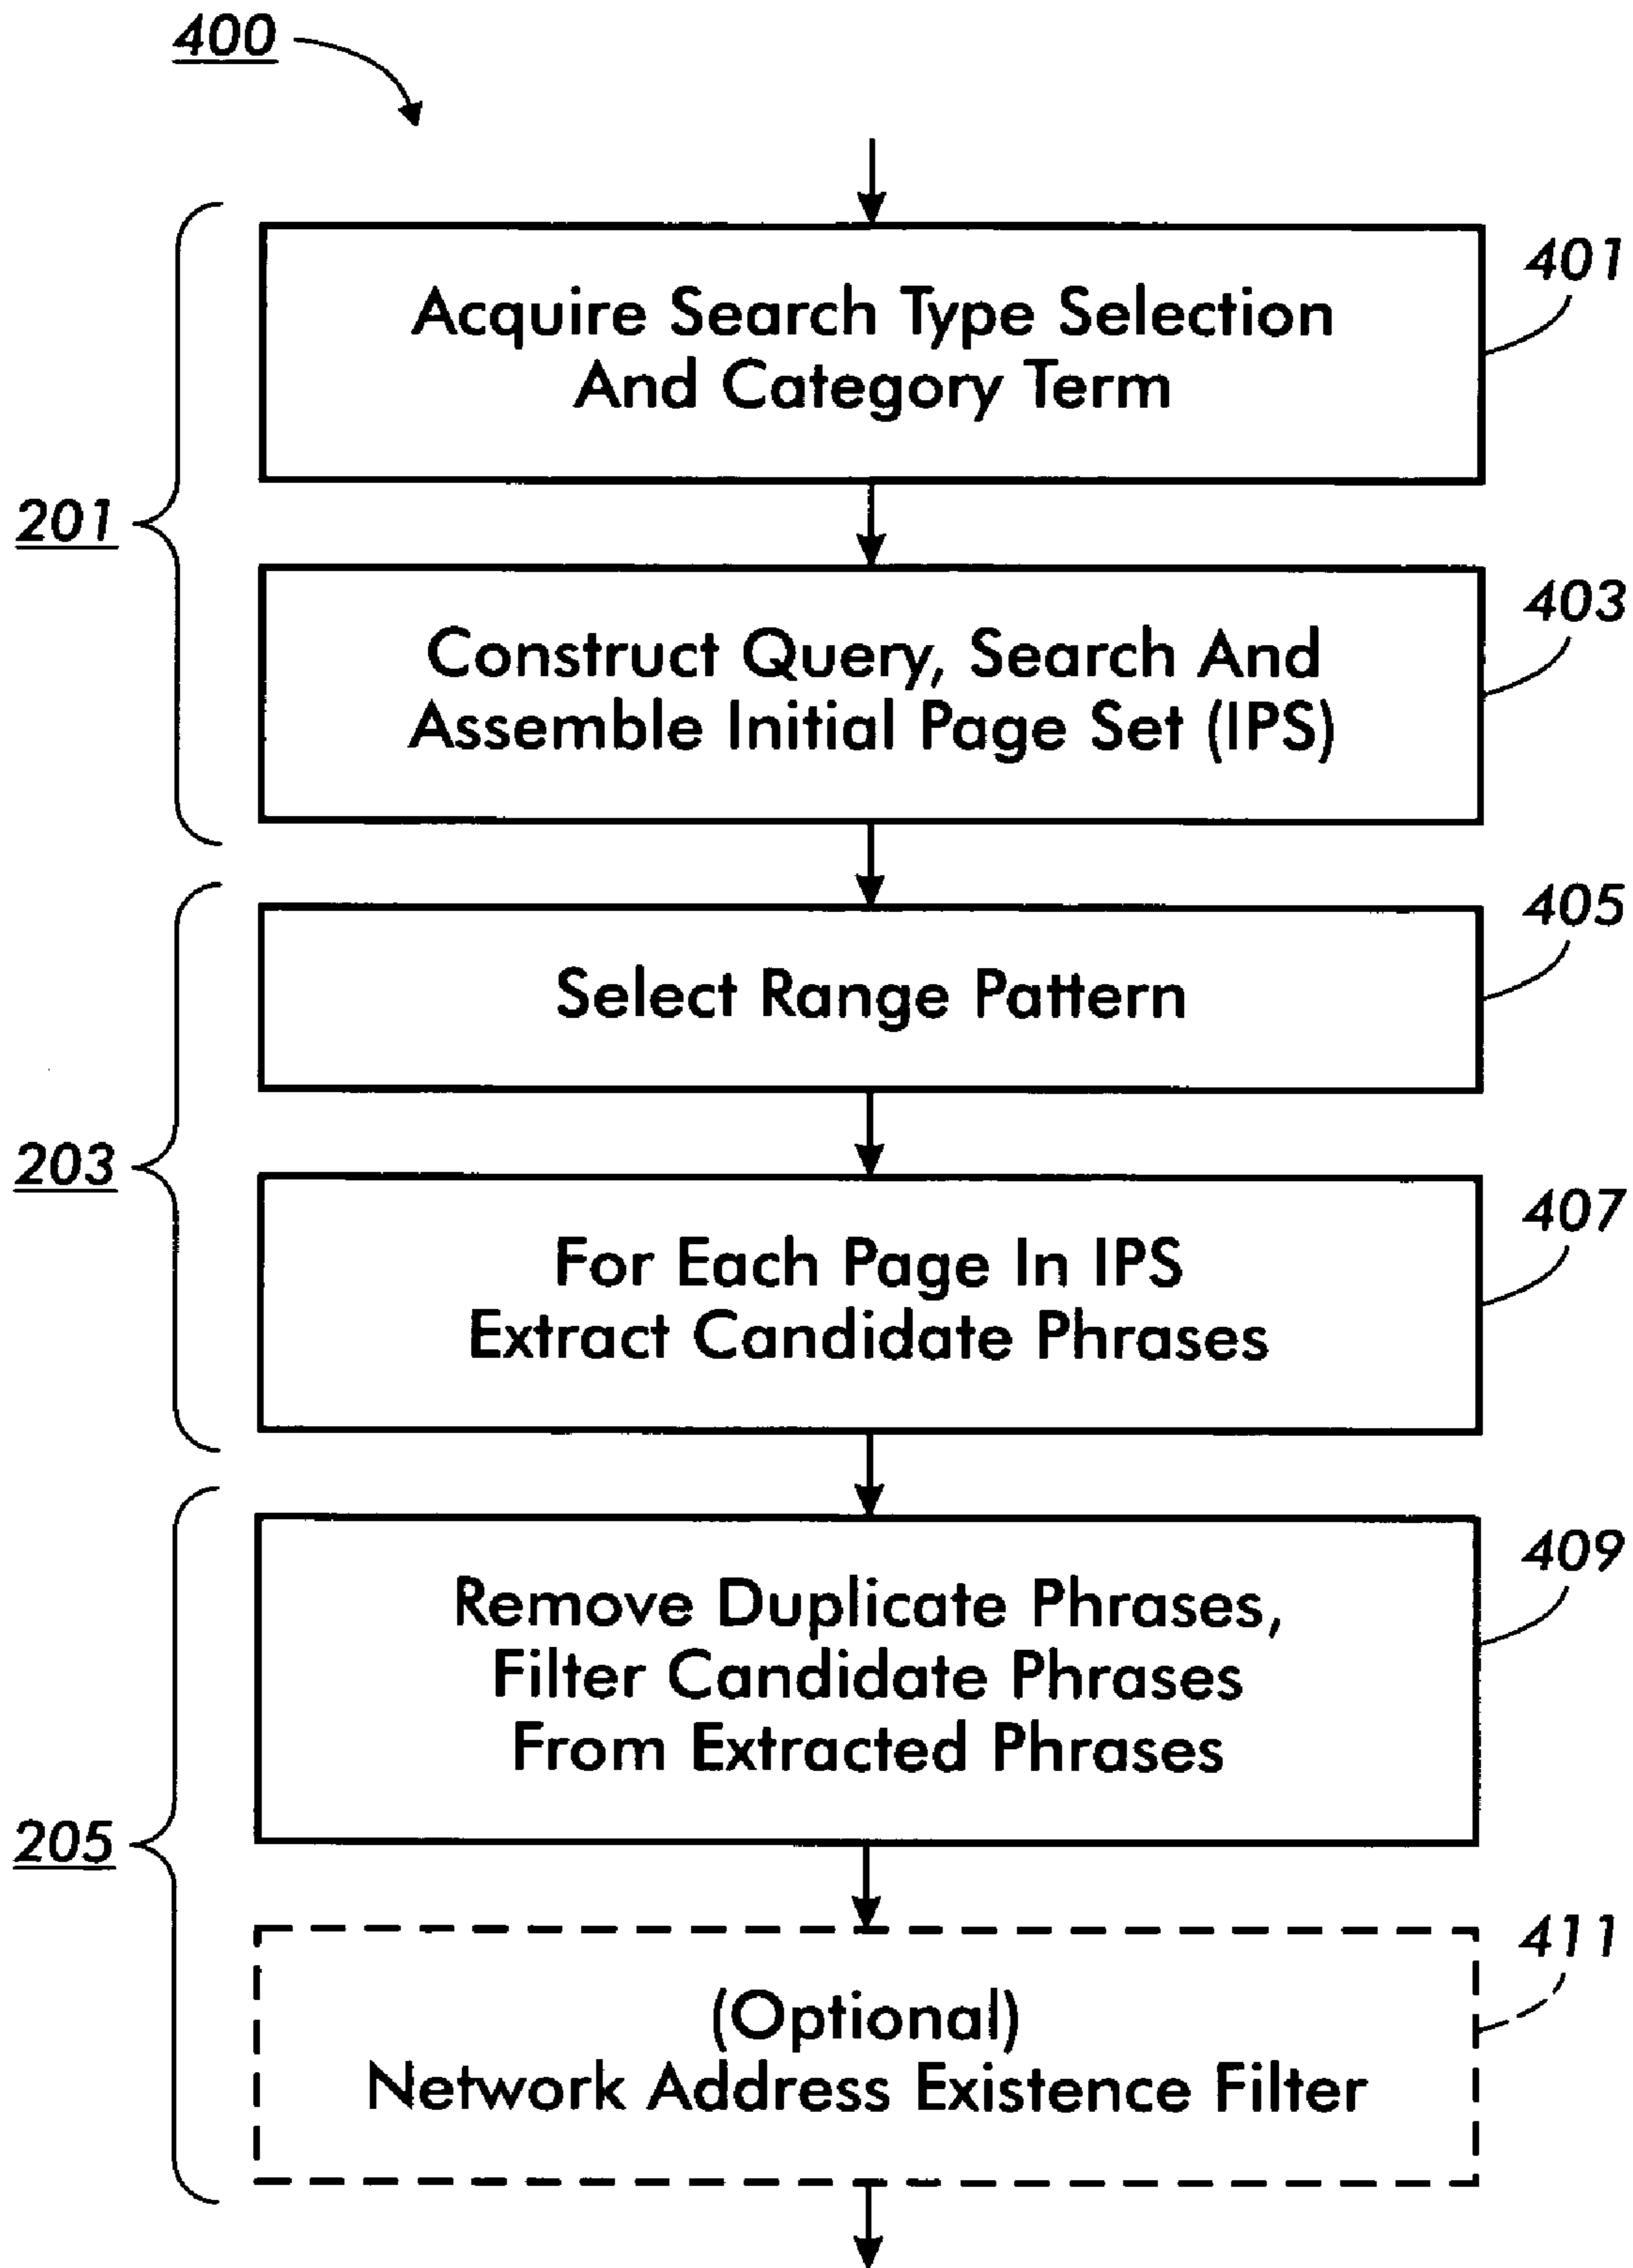 400
401
Acquire Search Type Selection
And Category Term
201
403
Construct Query, Search And
Assemble Initial Page Set (IPS)
405
Select Range Pattern
203
407
For Each Page In IPS
Extract Candidate Phrases
409
Remove Duplicate Phrases,
Filter Candidate Phrases
From Extracted Phrases
205
411
(Optional)
Network Address Existence Filter